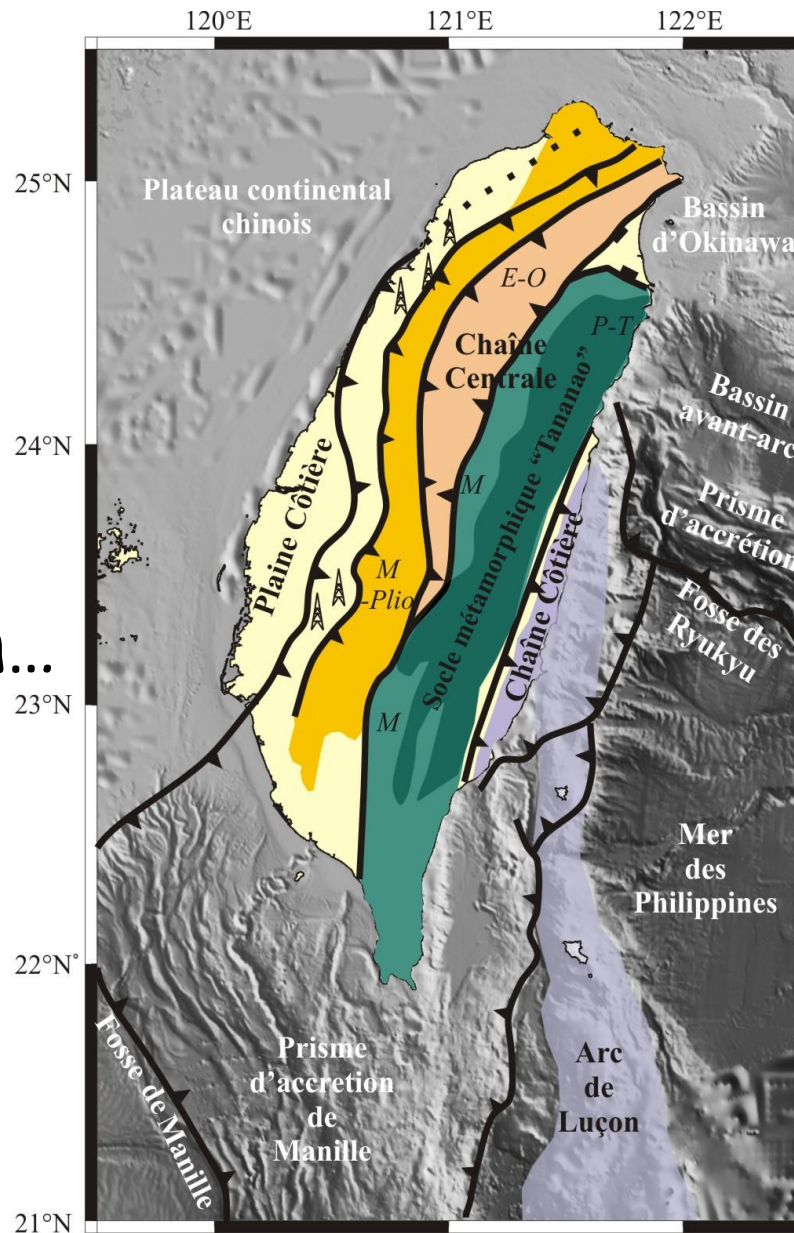 120°E 121°E 122°E
25°N
Plateau continental
chinois
Bassin
d'Okinawa
E-O
P-T
Chaîne
Centrale
Bassin
avant-arc
24°N
Plaine Côtière
M
Socle métamorphique "Tananao"
Chaîne Côtière
Prisme
d'accrétion
M
-Plio
Fosse des
Ryukyu
...
23°N
M
Mer
des
Philippines
22°N°
Fosse de Manille
Prisme
d'accretion
de
Manille
Arc
de
Luçon
21°N